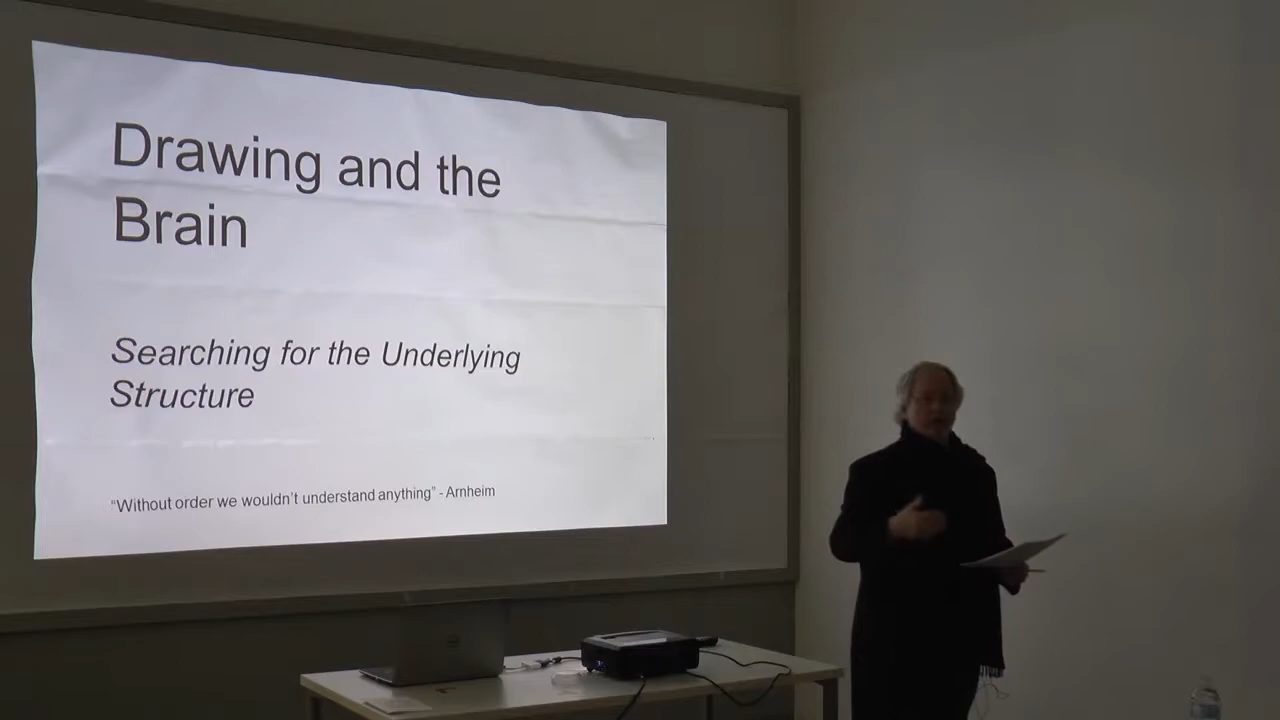 Drawing and the
Brain
Searching for the Underlying
Structure
“Without order we wouldn’t understand anything” - Arnheim